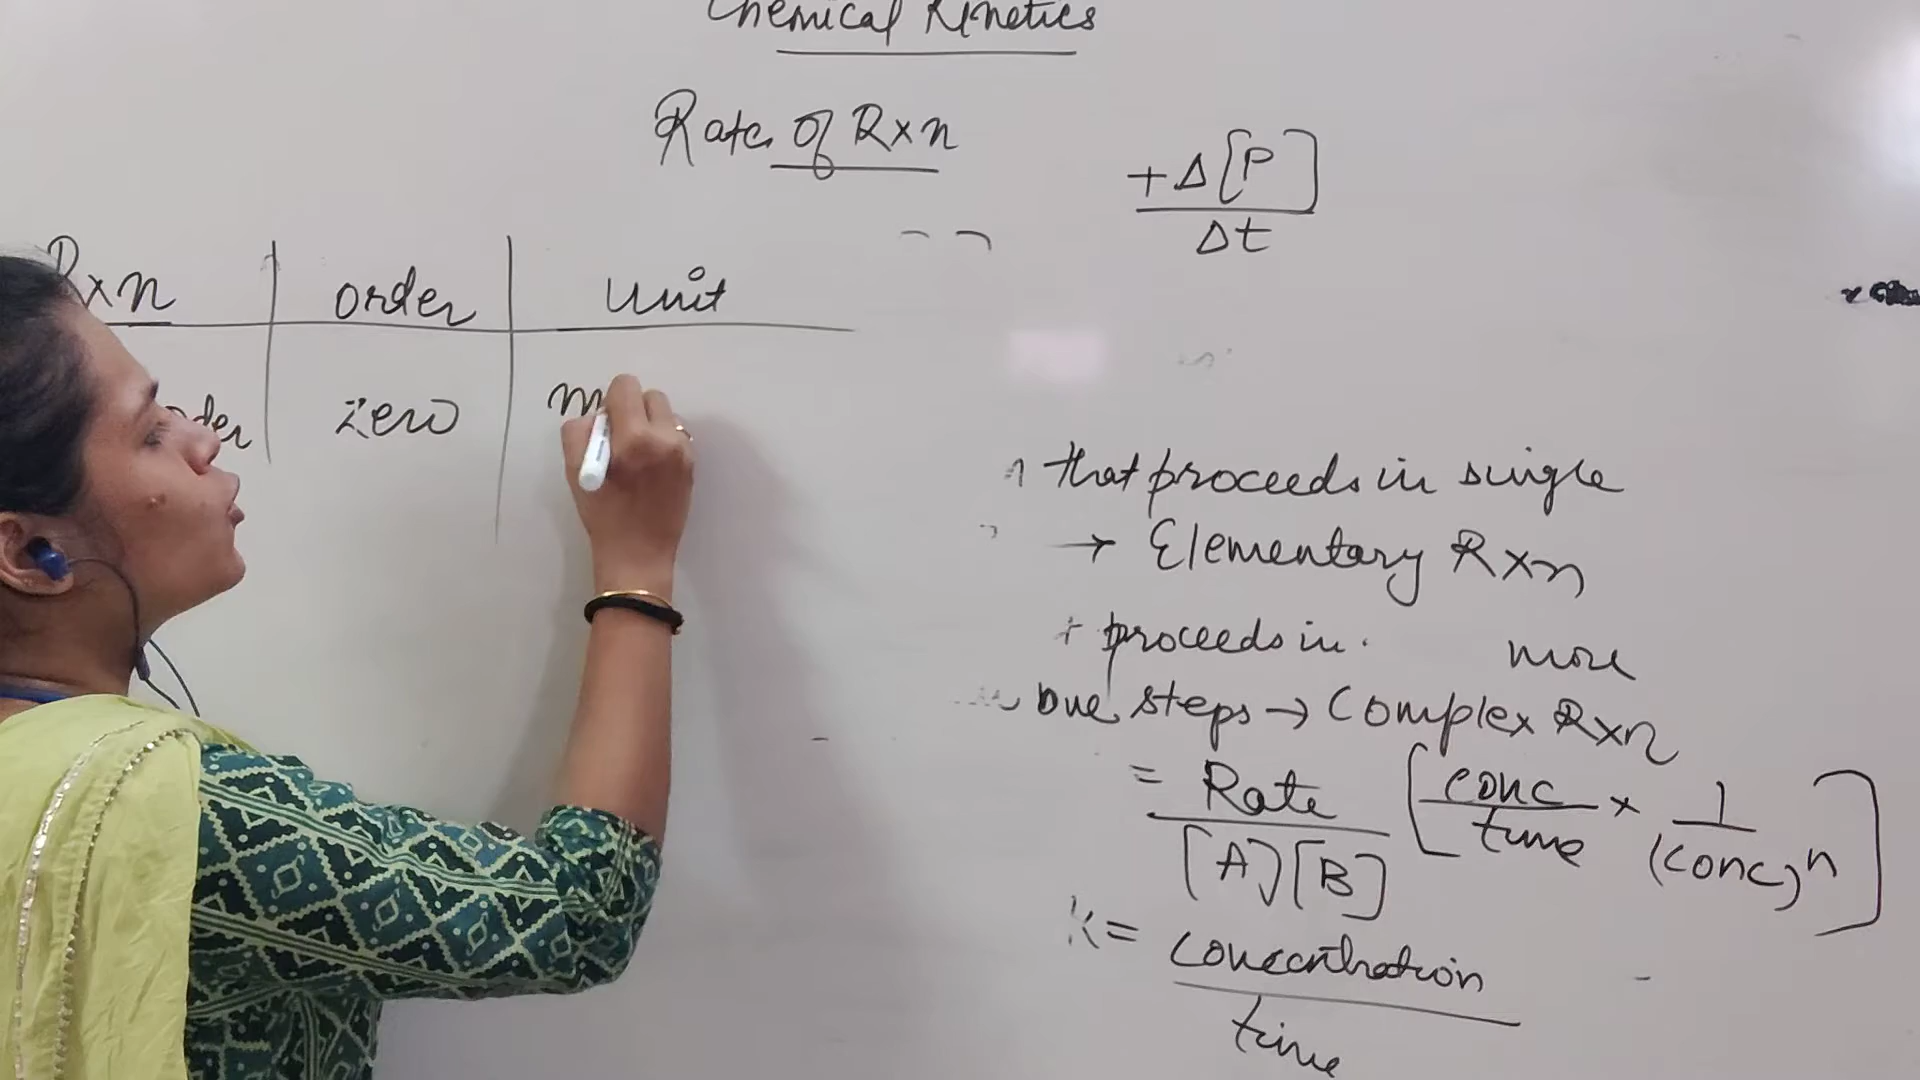 Chemical Kinetics
Rate of Rxn
+Δ[P]
Δt
Rxn order unit
der zero m
that proceeds in single
→ Elementary Rxn
proceeds in more
one steps → Complex Rxn
= Rate [conc × 1
[A][B] time (conc)ⁿ]
K = concentration
time